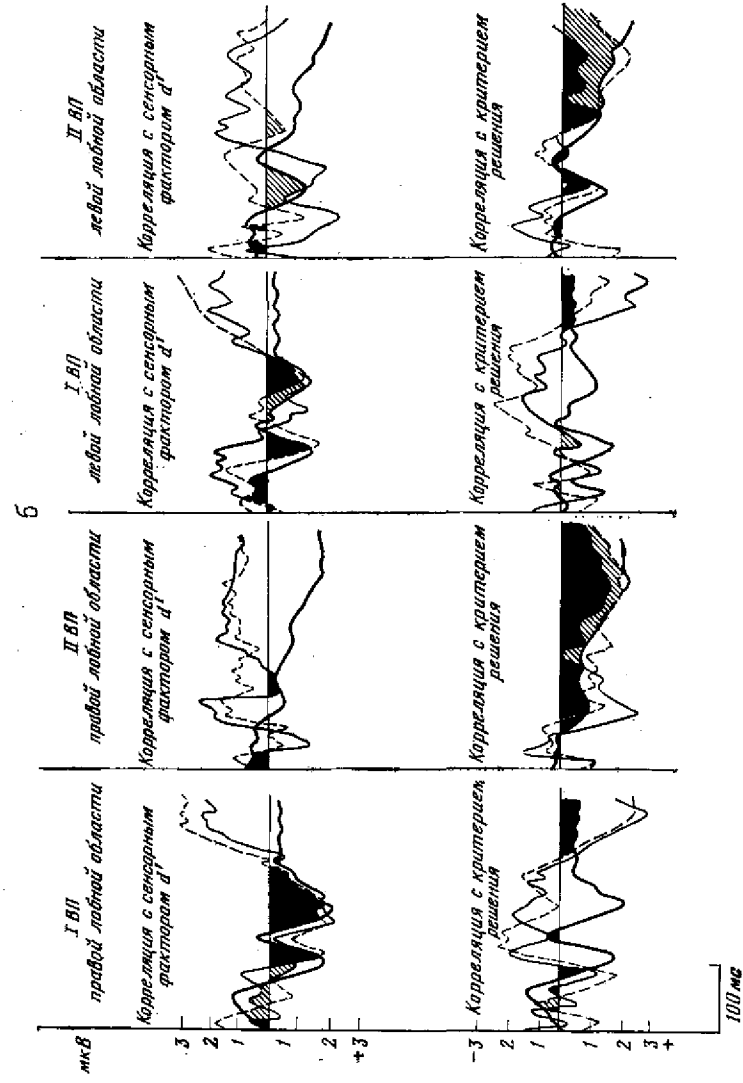 б
I ВП
правой лобной области
Корреляция с сенсорным
фактором d'
II ВП
правой лобной области
Корреляция с сенсорным
фактором d'
I ВП
левой лобной области
Корреляция с сенсорным
фактором d'
II ВП
левой лобной области
Корреляция с сенсорным
фактором d'
мкВ
3
2
1
1
2
+3
Корреляция с критерием
решения
Корреляция с критерием
решения
Корреляция с критерием
решения
Корреляция с критерием
решения
-3
2
1
1
2
3
+
100 мс